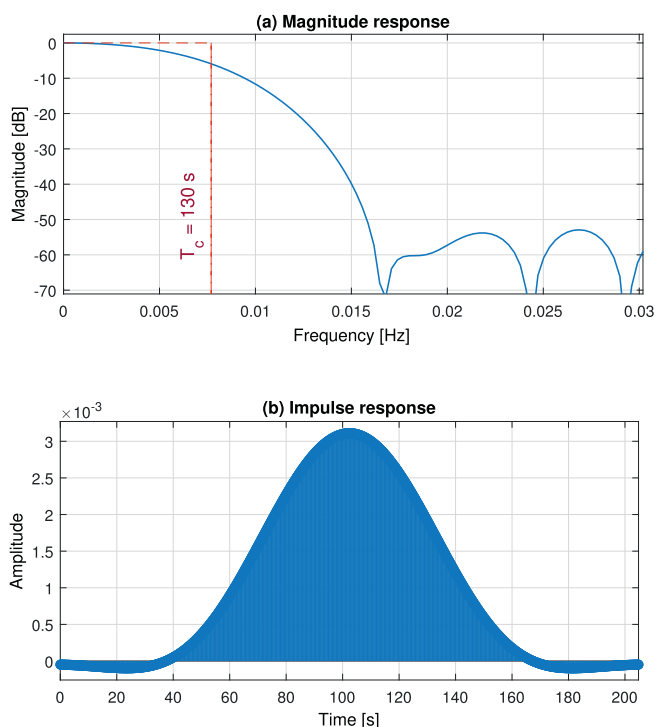 (a) Magnitude response
0
-10
-20
-30
-40
-50
-60
-70
Magnitude [dB]
T_c = 130 s
0 0.005 0.01 0.015 0.02 0.025 0.03
Frequency [Hz]
(b) Impulse response
×10^-3
3
2.5
2
1.5
1
0.5
0
Amplitude
0 20 40 60 80 100 120 140 160 180 200
Time [s]